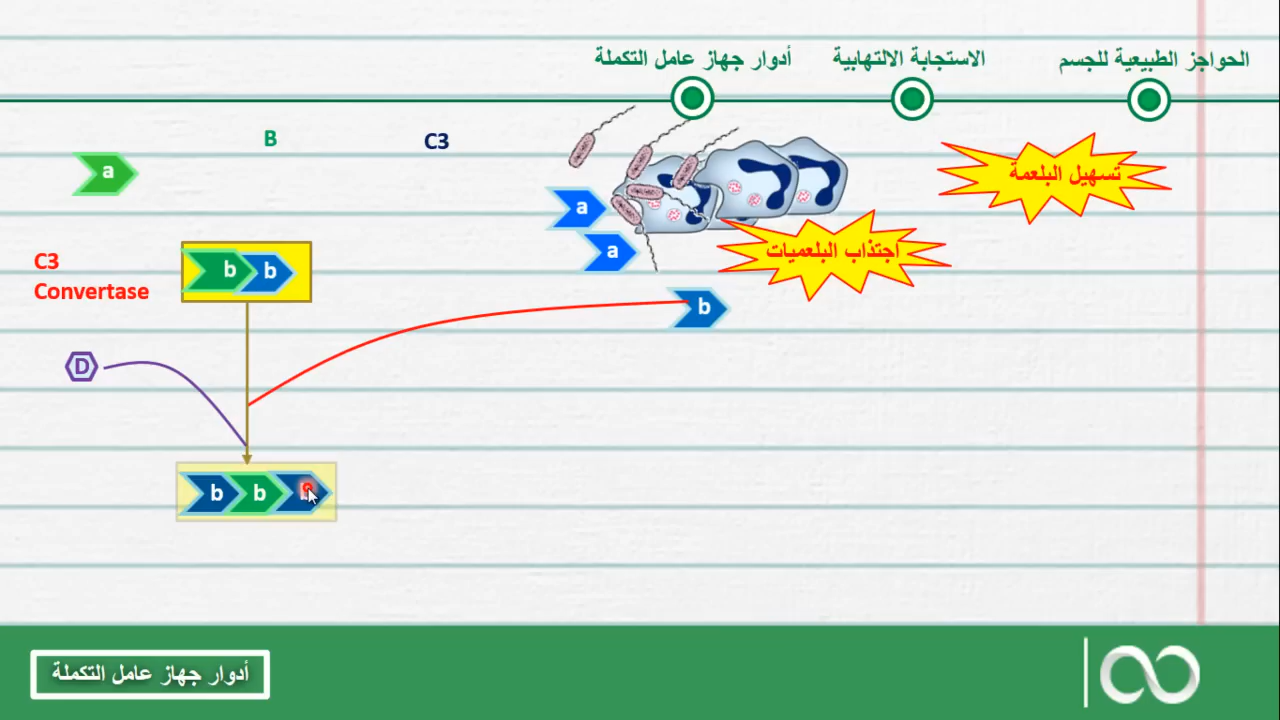 الحواجز الطبيعية للجسم
الاستجابة الالتهابية
أدوار جهاز عامل التكملة
B
C3
a
تسهيل البلعمة
a
a
اجتذاب البلعميات
C3
Convertase
b b
b
D
b b
أدوار جهاز عامل التكملة